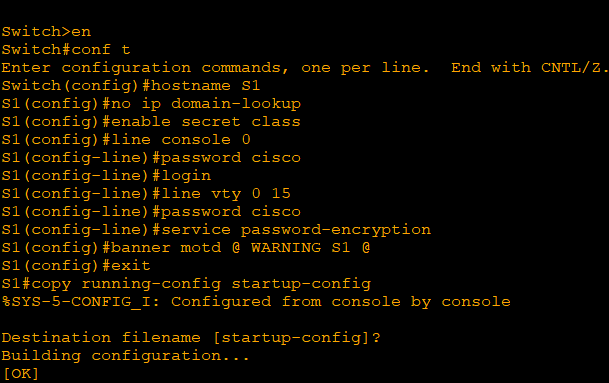 Switch>en
Switch#conf t
Enter configuration commands, one per line.  End with CNTL/Z.
Switch(config)#hostname S1
S1(config)#no ip domain-lookup
S1(config)#enable secret class
S1(config)#line console 0
S1(config-line)#password cisco
S1(config-line)#login
S1(config-line)#line vty 0 15
S1(config-line)#password cisco
S1(config-line)#service password-encryption
S1(config)#banner motd @ WARNING S1 @
S1(config)#exit
S1#copy running-config startup-config
%SYS-5-CONFIG_I: Configured from console by console
Destination filename [startup-config]?
Building configuration...
[OK]